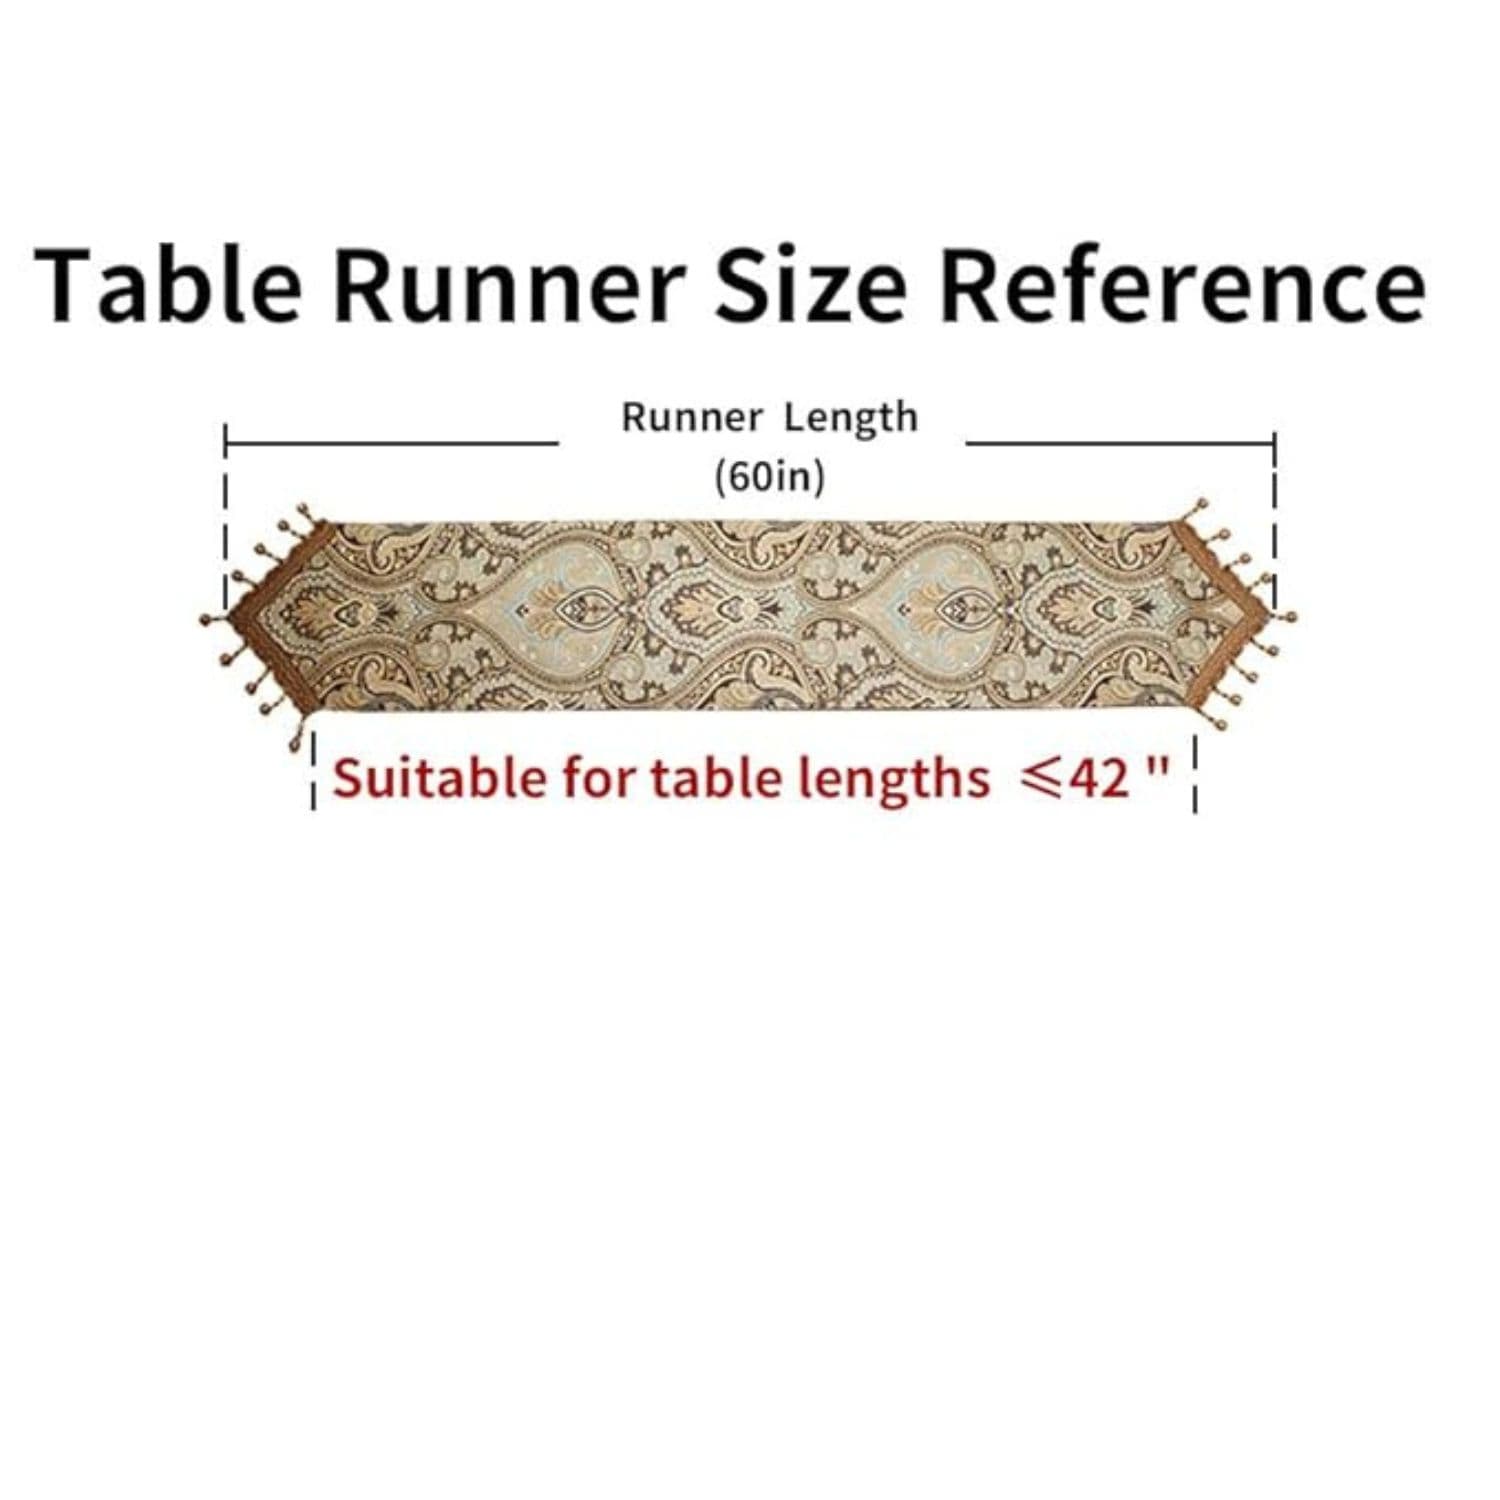 Table Runner Size Reference
Runner Length
(60in)
Suitable for table lengths ⩽42 "